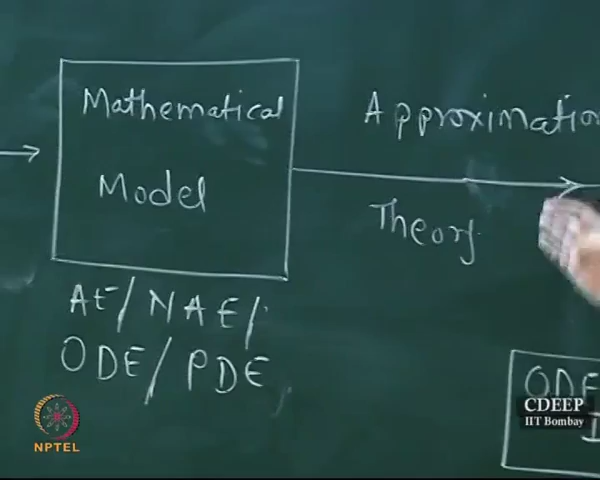 Mathematical
Model
Approximation
Theory
AE/NAE/
ODE/PDE
ODE
I
CDEEP
IIT Bombay
NPTEL